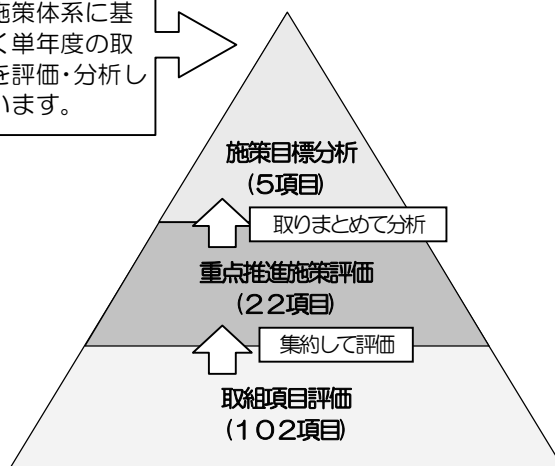 施策体系に基
く単年度の取
を評価・分析し
います。
施策目標分析
(5項目)
取りまとめて分析
重点推進施策評価
(22項目)
集約して評価
取組項目評価
(102項目)